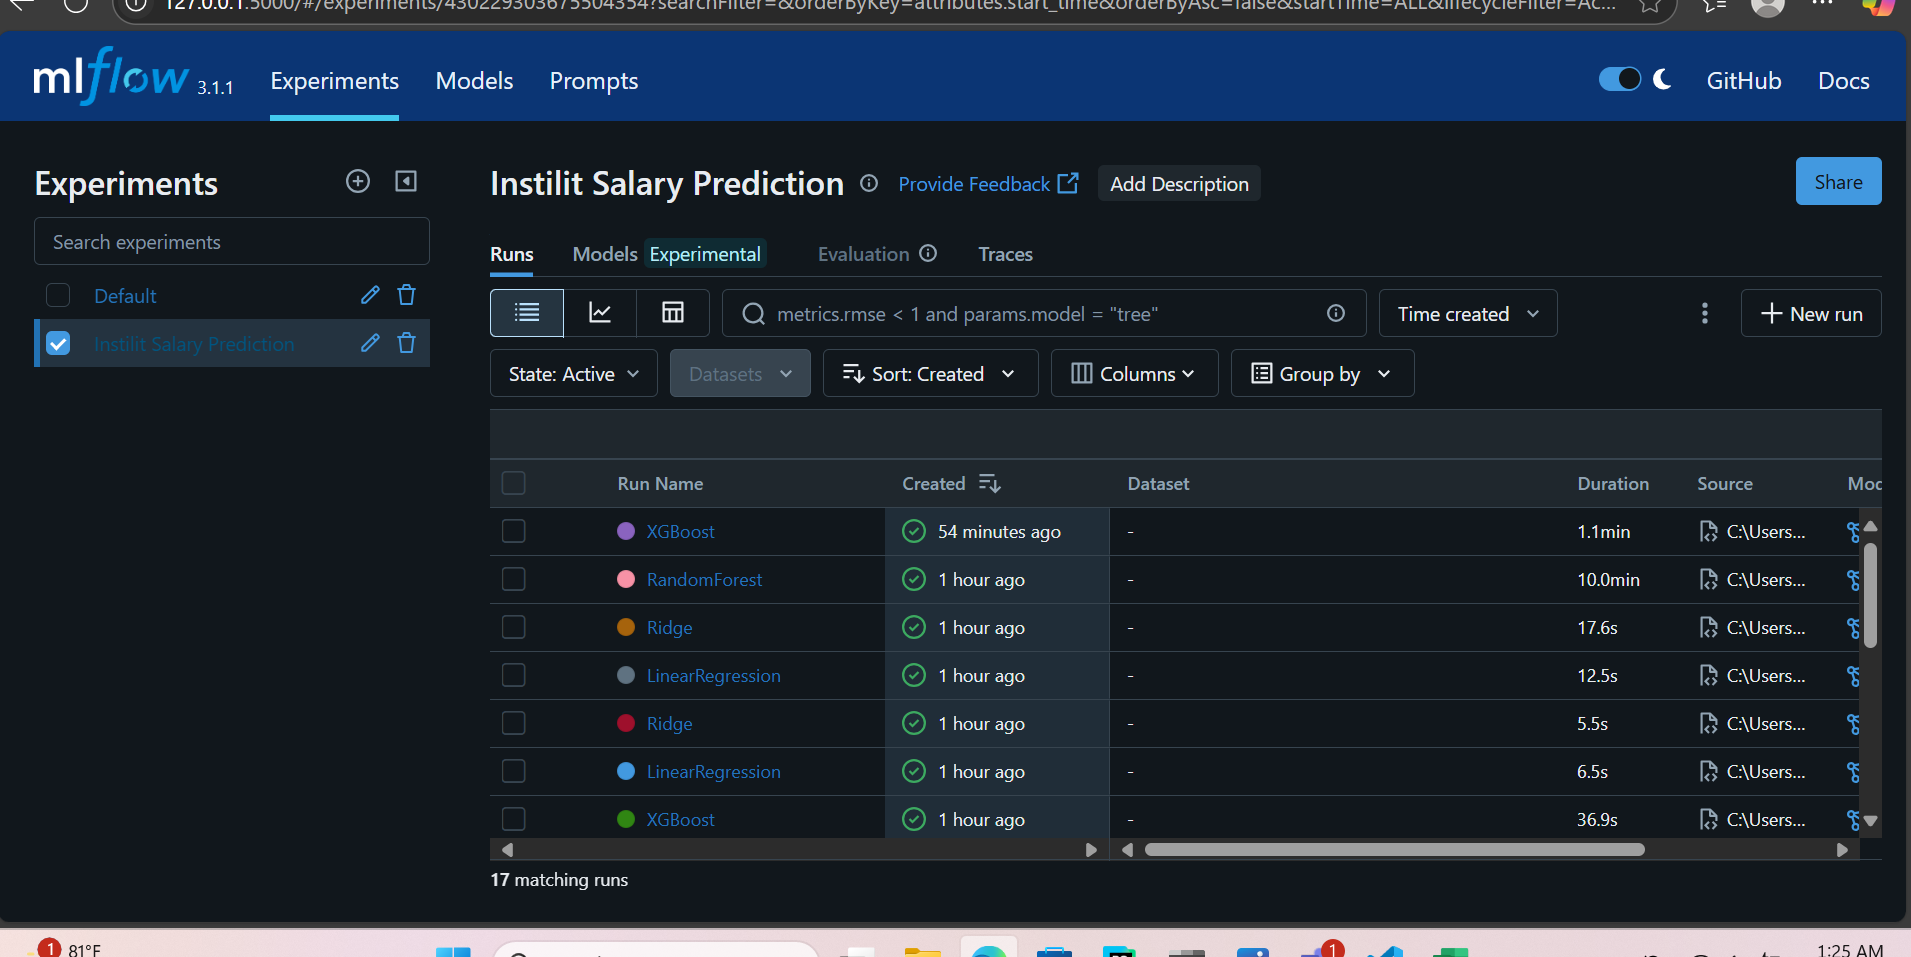 127.0.0.1:5000/#/experiments/430229303675504354?searchFilter=&orderByKey=attributes.start_time&orderByAsc=false&startTime=ALL&lifecycleFilter=Ac...
mlflow 3.1.1 Experiments Models Prompts GitHub Docs
Experiments
Search experiments
Default
Instilit Salary Prediction
Instilit Salary Prediction Provide Feedback Add Description Share
Runs Models Experimental Evaluation Traces
metrics.rmse < 1 and params.model = "tree" Time created New run
State: Active Datasets Sort: Created Columns Group by
Run Name Created Dataset Duration Source Moc
XGBoost 54 minutes ago - 1.1min C:\Users...
RandomForest 1 hour ago - 10.0min C:\Users...
Ridge 1 hour ago - 17.6s C:\Users...
LinearRegression 1 hour ago - 12.5s C:\Users...
Ridge 1 hour ago - 5.5s C:\Users...
LinearRegression 1 hour ago - 6.5s C:\Users...
XGBoost 1 hour ago - 36.9s C:\Users...
17 matching runs
1 81°F 1 1:25 AM